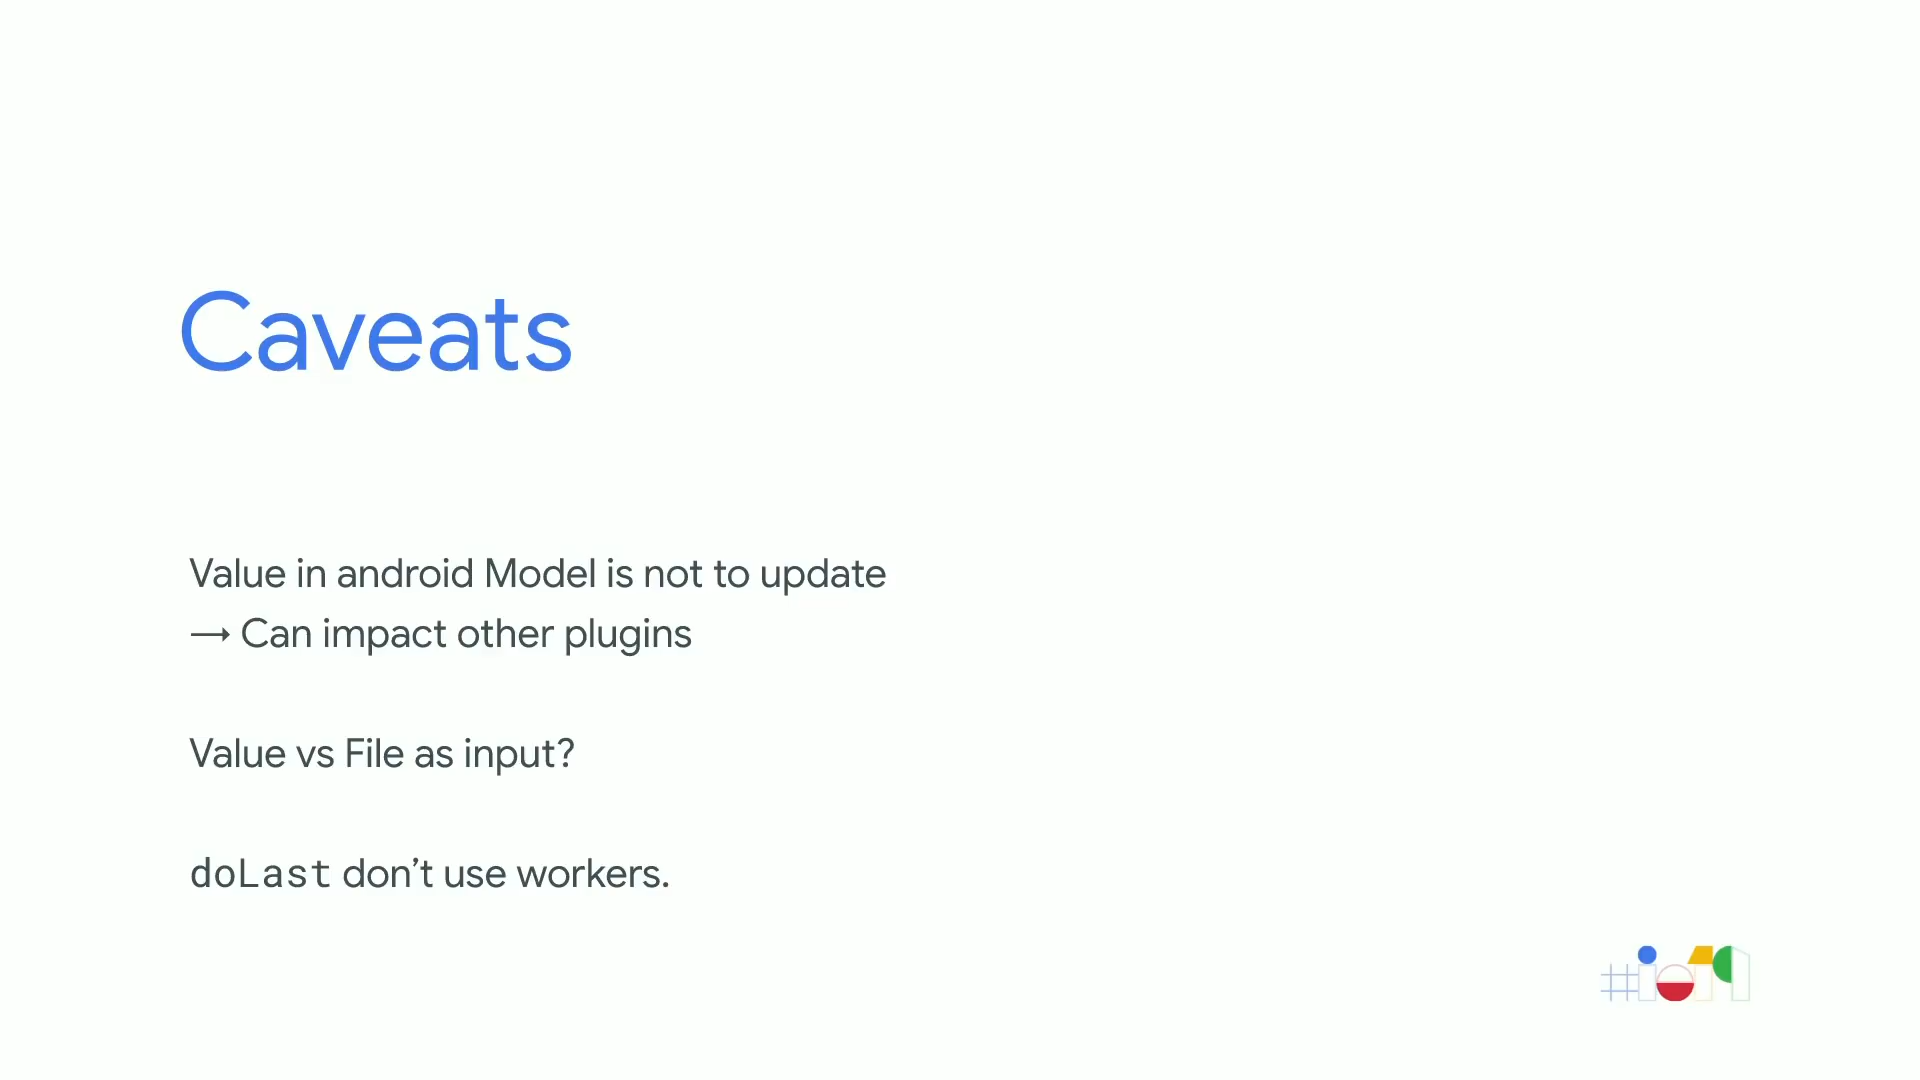 Caveats
Value in android Model is not to update
→ Can impact other plugins
Value vs File as input?
doLast don’t use workers.
#io19